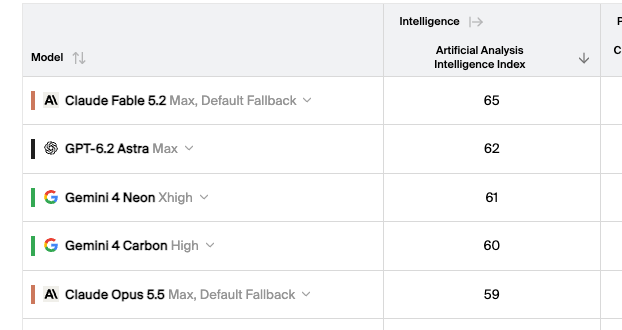 Intelligence
Model
Artificial Analysis
Intelligence Index
Claude Fable 5.2 Max, Default Fallback
65
GPT-6.2 Astra Max
62
Gemini 4 Neon Xhigh
61
Gemini 4 Carbon High
60
Claude Opus 5.5 Max, Default Fallback
59